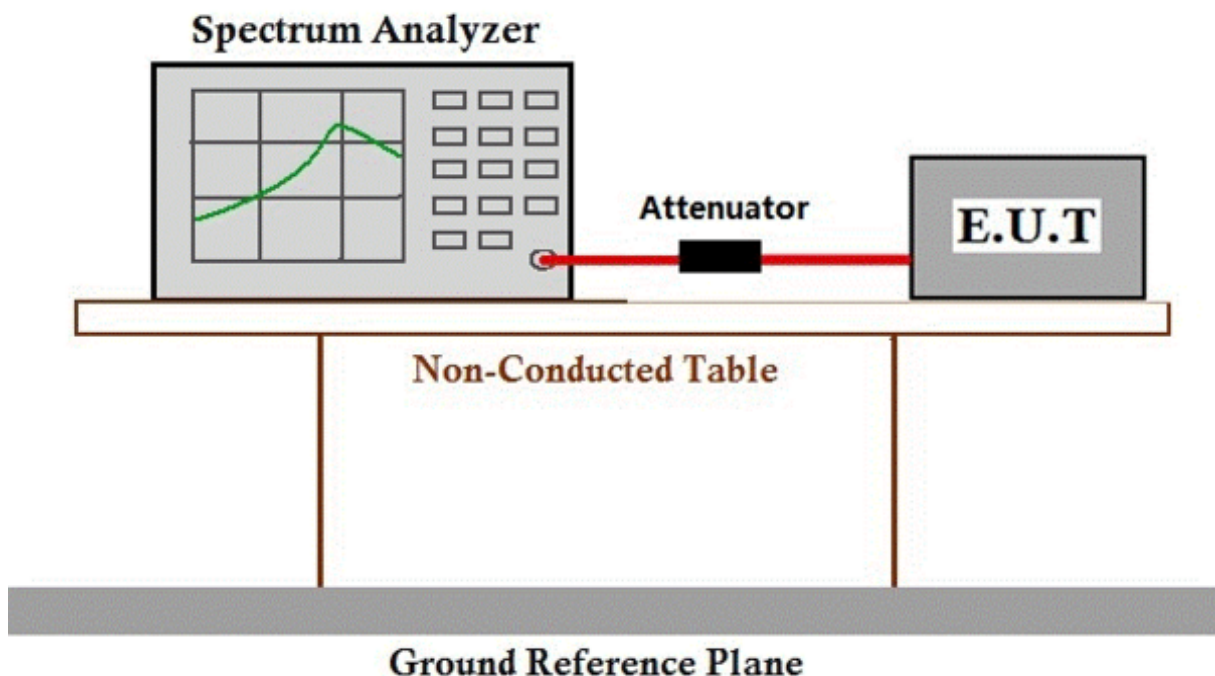 Spectrum Analyzer
Attenuator
E.U.T
Non-Conducted Table
Ground Reference Plane